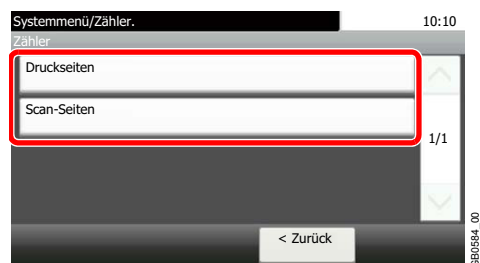 Systemmenü/Zähler.
10:10
Zähler
Druckseiten
Scan-Seiten
1/1
< Zurück
GB0584_00